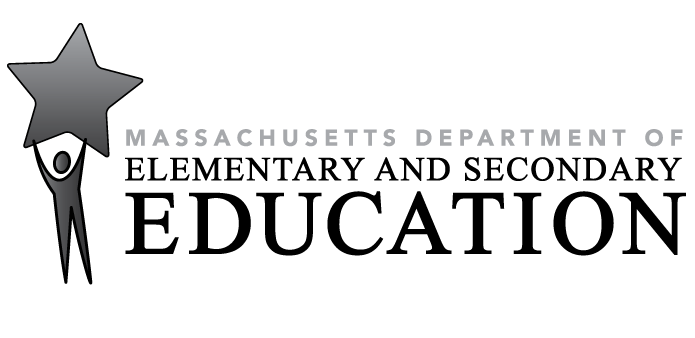 MASSACHUSETTS DEPARTMENT OF
ELEMENTARY AND SECONDARY
EDUCATION